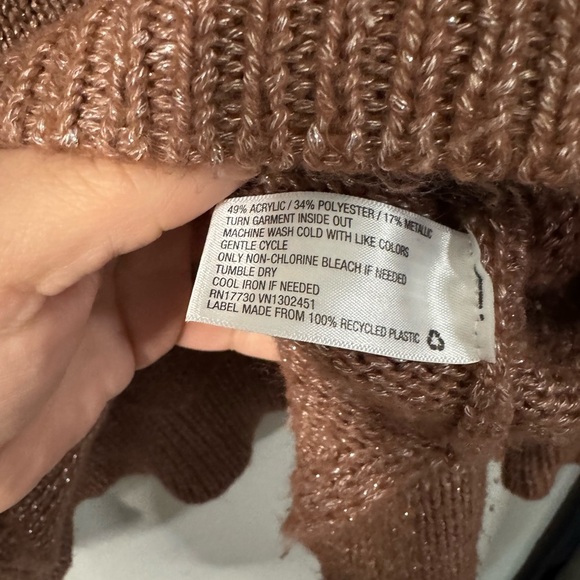 49% ACRYLIC / 34% POLYESTER / 17% METALLIC
TURN GARMENT INSIDE OUT
MACHINE WASH COLD WITH LIKE COLORS
GENTLE CYCLE
ONLY NON-CHLORINE BLEACH IF NEEDED
TUMBLE DRY
COOL IRON IF NEEDED
RN17730 VN1302451
LABEL MADE FROM 100% RECYCLED PLASTIC